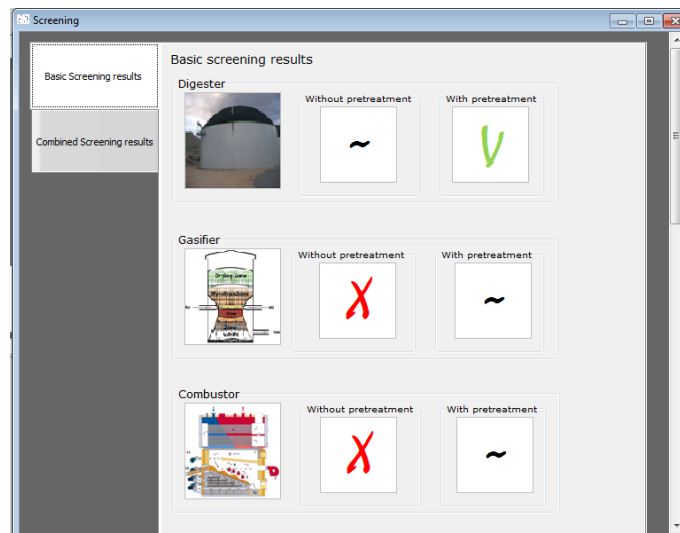 Screening
Basic Screening results
Combined Screening results
Basic screening results
Digester
Without pretreatment
With pretreatment
~
V
Gasifier
Without pretreatment
With pretreatment
X
~
Combustor
Without pretreatment
With pretreatment
X
~